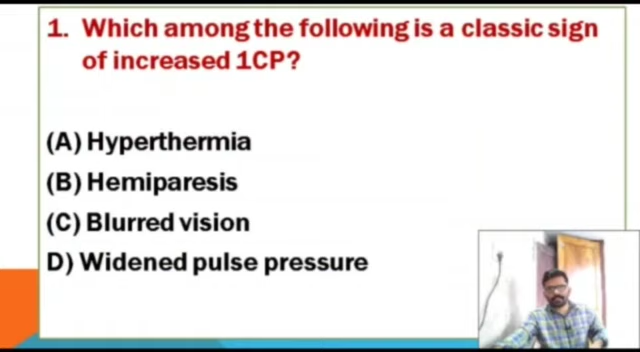 1. Which among the following is a classic sign
of increased 1CP?
(A) Hyperthermia
(B) Hemiparesis
(C) Blurred vision
D) Widened pulse pressure